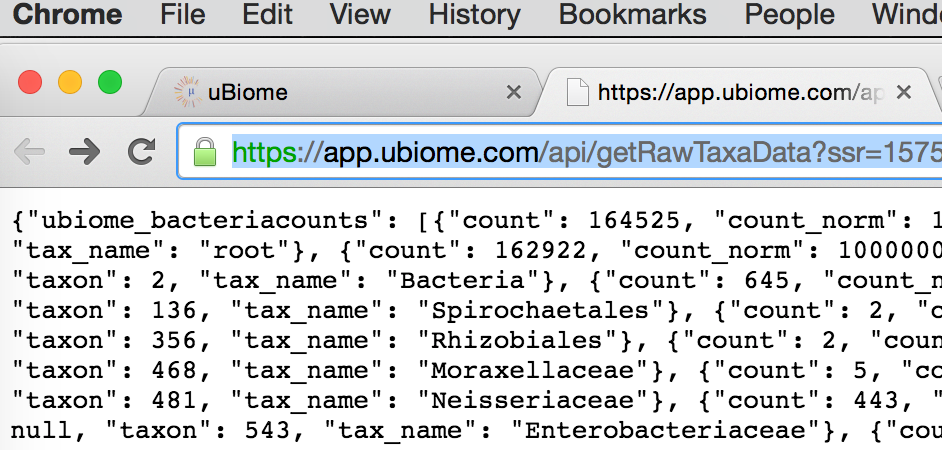 Chrome File Edit View History Bookmarks People Wind
μ uBiome × https://app.ubiome.com/ap ×
https://app.ubiome.com/api/getRawTaxaData?ssr=1575
{"ubiome_bacteriacounts": [{"count": 164525, "count_norm": 1
"tax_name": "root"}, {"count": 162922, "count_norm": 1000000
"taxon": 2, "tax_name": "Bacteria"}, {"count": 645, "count_n
"taxon": 136, "tax_name": "Spirochaetales"}, {"count": 2, "c
"taxon": 356, "tax_name": "Rhizobiales"}, {"count": 2, "coun
"taxon": 468, "tax_name": "Moraxellaceae"}, {"count": 5, "co
"taxon": 481, "tax_name": "Neisseriaceae"}, {"count": 443, "
null, "taxon": 543, "tax_name": "Enterobacteriaceae"}, {"cou